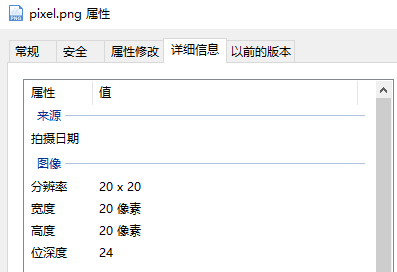 pixel.png 属性
常规 安全 属性修改 详细信息 以前的版本
属性 值
来源
拍摄日期
图像
分辨率 20 x 20
宽度 20 像素
高度 20 像素
位深度 24